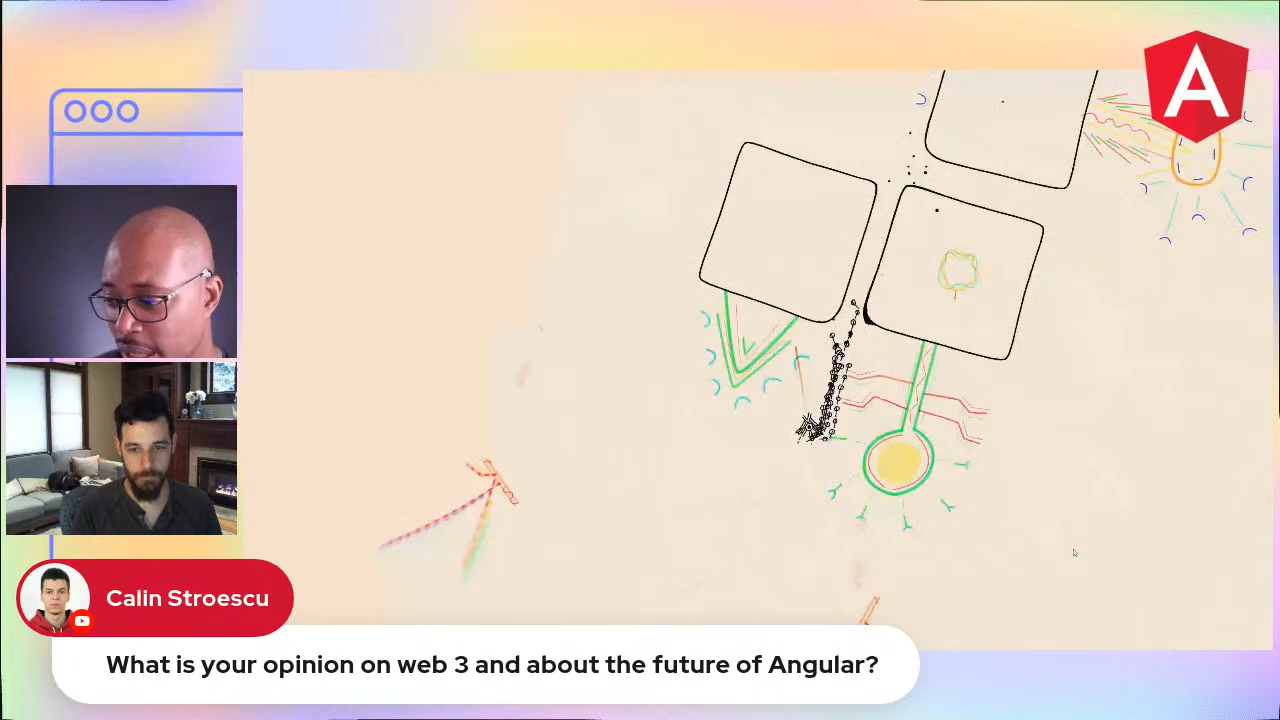 A
Calin Stroescu
What is your opinion on web 3 and about the future of Angular?